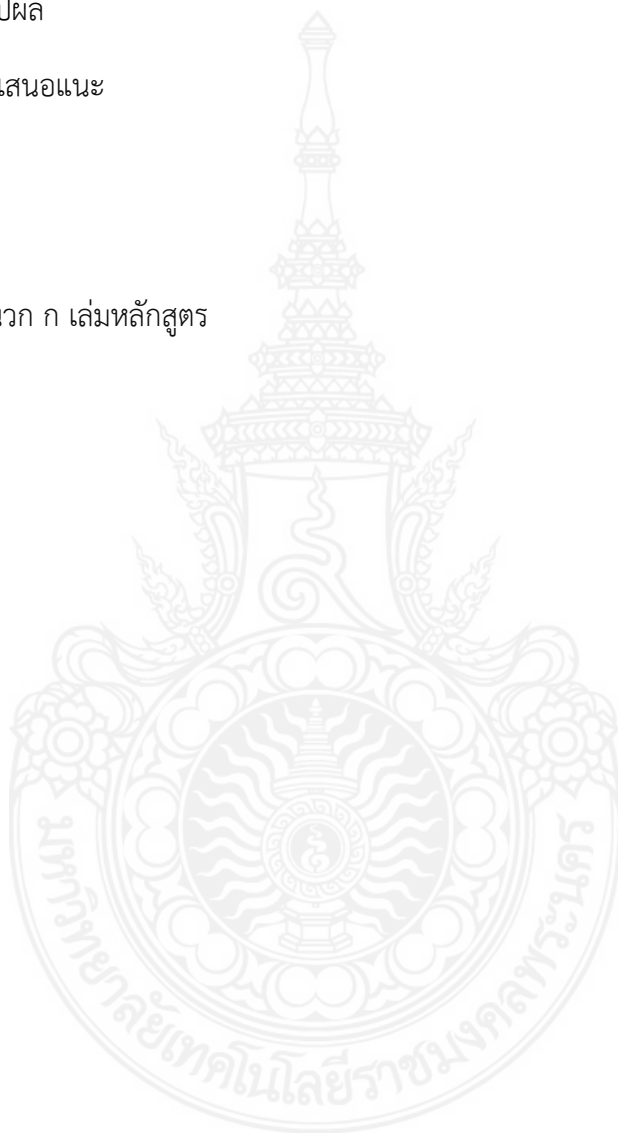 ปผล
เสนอแนะ
นวก ก เล่มหลักสูตร
มหาวิทยาลัยเทคโนโลยีราชมงคลพระนคร